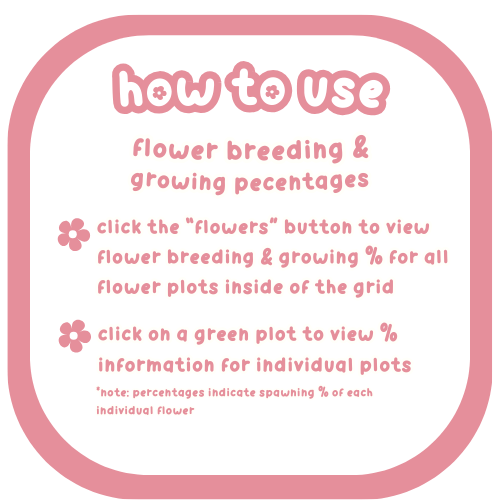 how to use
flower breeding &
growing pecentages
click the "flowers" button to view
flower breeding & growing % for all
flower plots inside of the grid
click on a green plot to view %
information for individual plots
*note: percentages indicate spawning % of each
individual flower